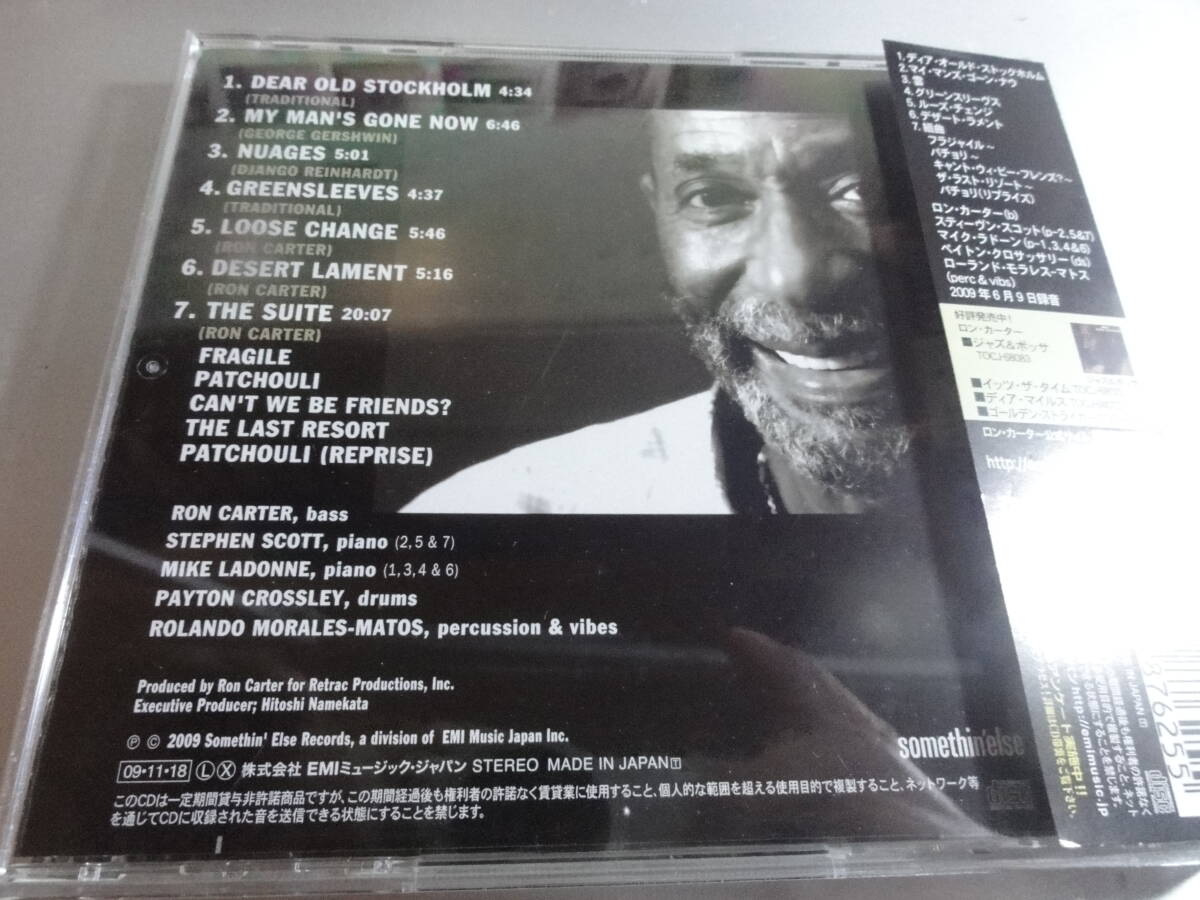 1. DEAR OLD STOCKHOLM 4:34
(TRADITIONAL)
2. MY MAN'S GONE NOW 6:46
(GEORGE GERSHWIN)
3. NUAGES 5:01
(DJANGO REINHARDT)
4. GREENSLEEVES 4:37
(TRADITIONAL)
5. LOOSE CHANGE 5:46
(RON CARTER)
6. DESERT LAMENT 5:16
(RON CARTER)
7. THE SUITE 20:07
(RON CARTER)
FRAGILE
PATCHOULI
CAN'T WE BE FRIENDS?
THE LAST RESORT
PATCHOULI (REPRISE)
RON CARTER, bass
STEPHEN SCOTT, piano (2,5 & 7)
MIKE LADONNE, piano (1,3,4 & 6)
PAYTON CROSSLEY, drums
ROLANDO MORALES-MATOS, percussion & vibes
Produced by Ron Carter for Retrac Productions, Inc.
Executive Producer; Hitoshi Namekata
℗ © 2009 Somethin' Else Records, a division of EMI Music Japan Inc.
09・11・18 Ⓛ Ⓧ 株式会社 EMIミュージック・ジャパン STEREO MADE IN JAPAN
このCDは一定期間貸与非許諾商品ですが、この期間経過後も権利者の許諾なく賃貸業に使用すること、個人的な範囲を超える使用目的で複製すること、ネットワーク等
を通じてCDに収録された音を送信できる状態にすることを禁じます。
somethin'else
1. ディア・オールド・ストックホルム
2. マイ・マンズ・ゴーン・ナウ
3. 雲
4. グリーンスリーヴス
5. ルーズ・チェンジ
6. デザート・ラメント
7. 組曲
フラジャイル〜
パチョリ〜
キャント・ウィ・ビー・フレンズ?〜
ザ・ラスト・リゾート〜
パチョリ(リプライズ)
ロン・カーター(b)
スティーヴン・スコット(p-2,5&7)
マイク・ラドーン(p-1,3,4&6)
ペイトン・クロサッサリー(ds)
ローランド・モラレス・マトス
(perc & vibs)
2009年6月9日録音
好評発売中!
ロン・カーター
■ジャズ&ボッサ
TOCJ-68083
■イッツ・ザ・タイム
■ディア・マイルス
■ゴールデン・ストライカー
ロン・カーター公式サイト
http://
http://emimusic.jp